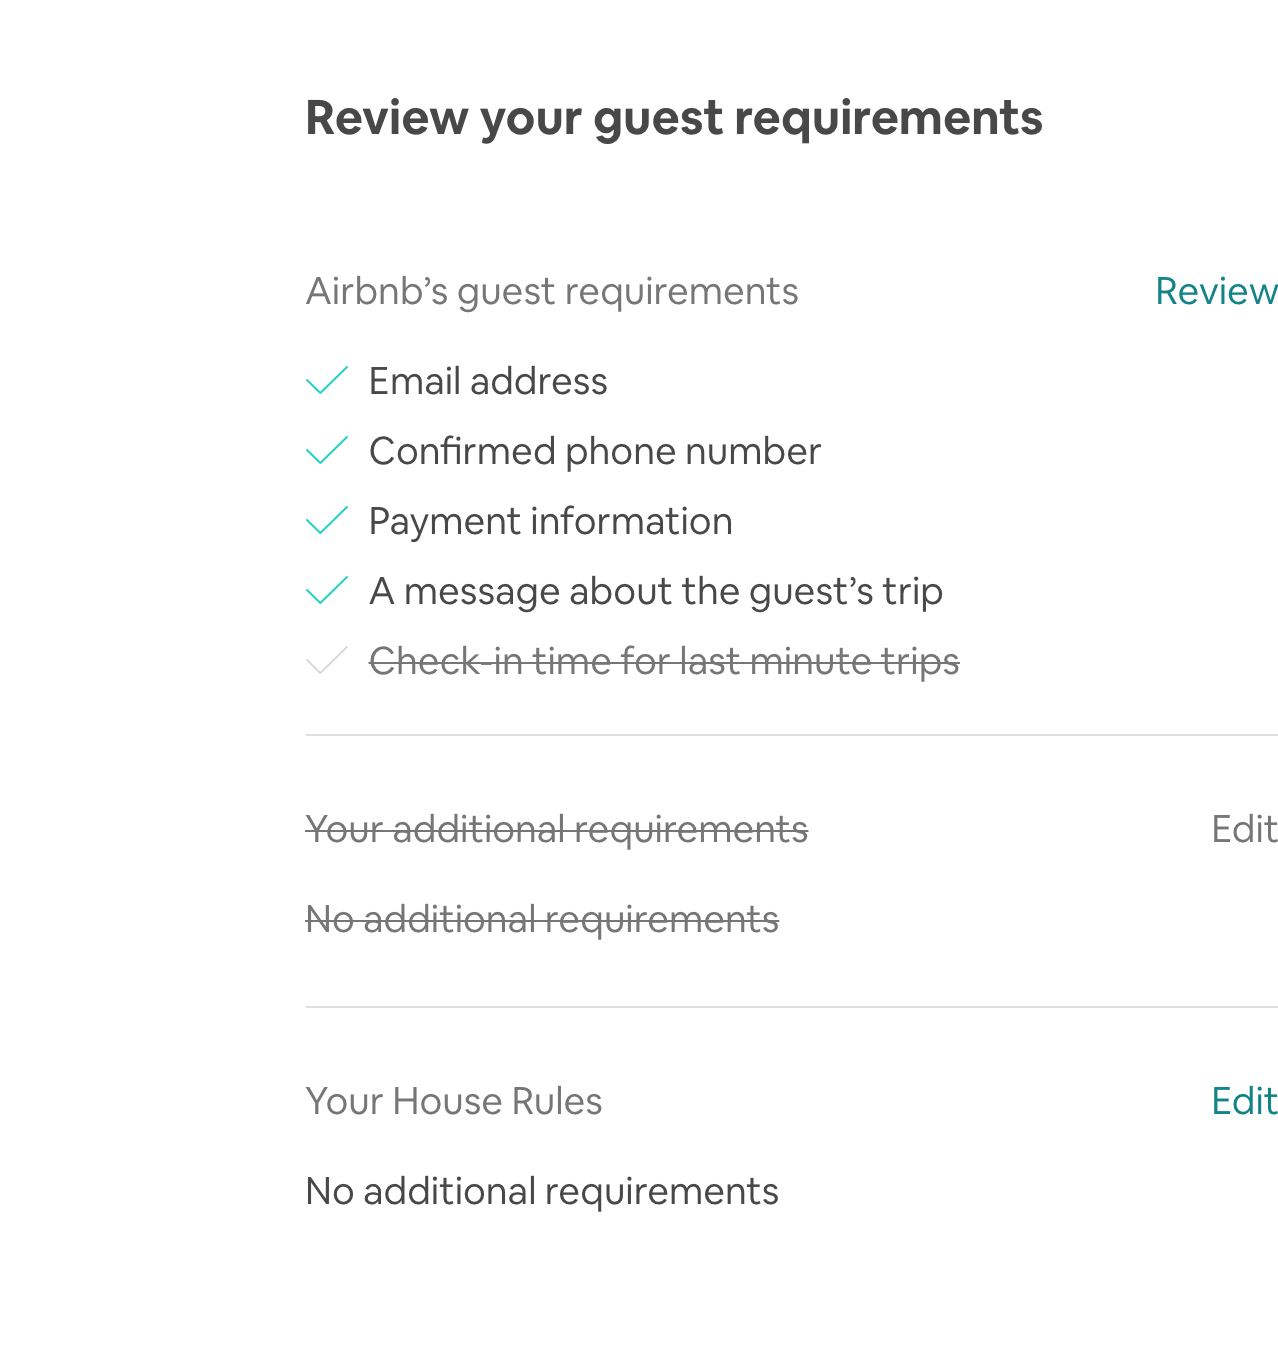 Review your guest requirements
Airbnb’s guest requirements Review
Email address
Confirmed phone number
Payment information
A message about the guest’s trip
Check-in time for last minute trips
Your additional requirements Edit
No additional requirements
Your House Rules Edit
No additional requirements